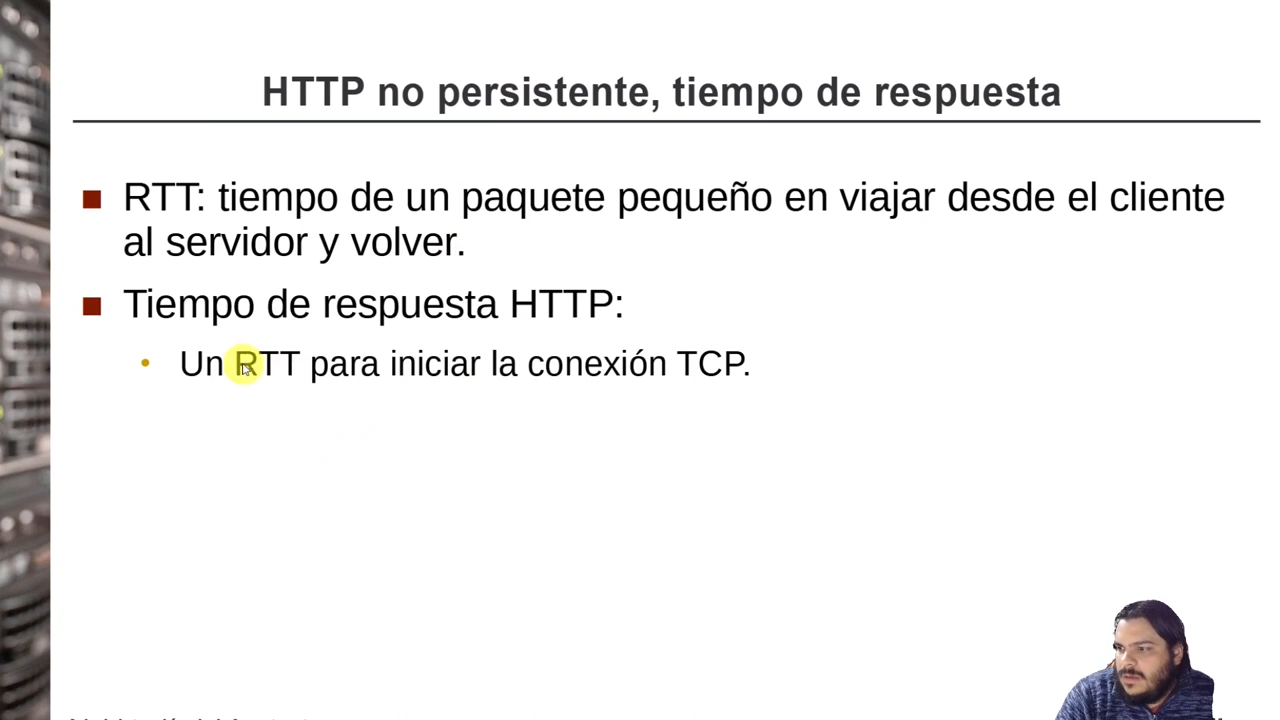 HTTP no persistente, tiempo de respuesta
RTT: tiempo de un paquete pequeño en viajar desde el cliente
al servidor y volver.
Tiempo de respuesta HTTP:
Un RTT para iniciar la conexión TCP.